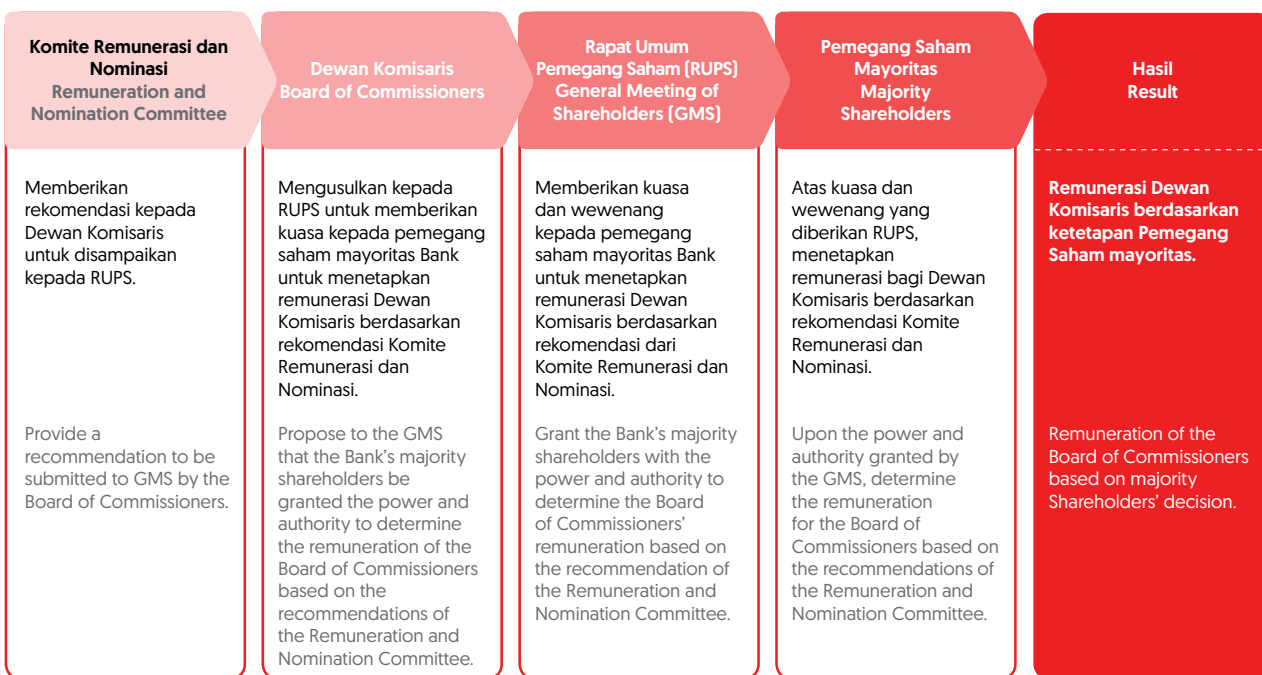 Komite Remunerasi dan
Nominasi
Remuneration and
Nomination Committee
Memberikan
rekomendasi kepada
Dewan Komisaris
untuk disampaikan
kepada RUPS.
Provide a
recommendation to be
submitted to GMS by the
Board of Commissioners.
Dewan Komisaris
Board of Commissioners
Mengusulkan kepada
RUPS untuk memberikan
kuasa kepada pemegang
saham mayoritas Bank
untuk menetapkan
remunerasi Dewan
Komisaris berdasarkan
rekomendasi Komite
Remunerasi dan
Nominasi.
Propose to the GMS
that the Bank's majority
shareholders be
granted the power and
authority to determine
the remuneration of the
Board of Commissioners
based on the
recommendations of
the Remuneration and
Nomination Committee.
Rapat Umum
Pemegang Saham (RUPS)
General Meeting of
Shareholders (GMS)
Memberikan kuasa
dan wewenang
kepada pemegang
saham mayoritas Bank
untuk menetapkan
remunerasi Dewan
Komisaris berdasarkan
rekomendasi dari
Komite Remunerasi dan
Nominasi.
Grant the Bank's majority
shareholders with the
power and authority to
determine the Board
of Commissioners'
remuneration based on
the recommendation of
the Remuneration and
Nomination Committee.
Pemegang Saham
Mayoritas
Majority
Shareholders
Atas kuasa dan
wewenang yang
diberikan RUPS,
menetapkan
remunerasi bagi Dewan
Komisaris berdasarkan
rekomendasi Komite
Remunerasi dan
Nominasi.
Upon the power and
authority granted by
the GMS, determine
the remuneration
for the Board of
Commissioners based on
the recommendations of
the Remuneration and
Nomination Committee.
Hasil
Result
Remunerasi Dewan
Komisaris berdasarkan
ketetapan Pemegang
Saham mayoritas.
Remuneration of the
Board of Commissioners
based on majority
Shareholders' decision.